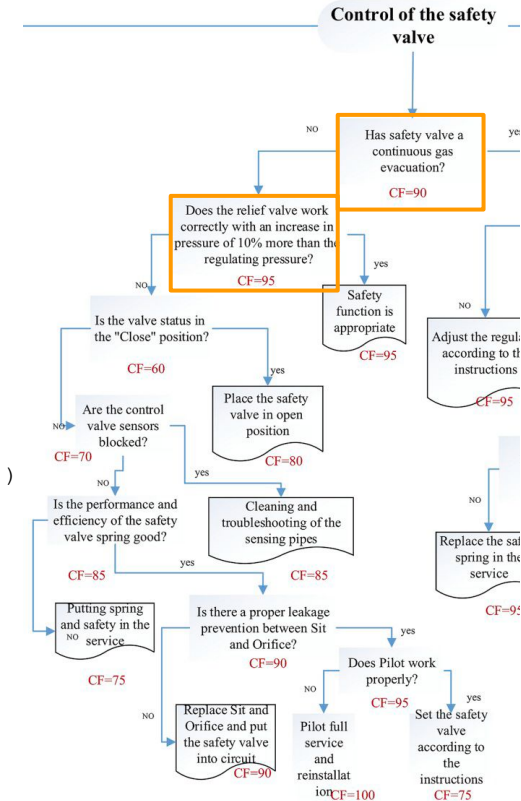 Control of the safety
valve
NO
Has safety valve a
continuous gas
evacuation?
CF=90
yes
Does the relief valve work
correctly with an increase in
pressure of 10% more than the
regulating pressure?
CF=95
NO
yes
Safety
function is
appropriate
CF=95
NO
Adjust the
according to
instructions
CF=95
Is the valve status in
the "Close" position?
CF=60
NO
yes
Place the safety
valve in open
position
CF=80
Are the control
valve sensors
blocked?
CF=70
NO
yes
Cleaning and
troubleshooting of the
sensing pipes
CF=85
)
Is the performance and
efficiency of the safety
valve spring good?
CF=85
NO
yes
Putting spring
and safety in the
service
CF=75
NO
Replace the
spring in the
service
CF=95
Is there a proper leakage
prevention between Sit
and Orifice?
CF=90
NO
yes
Replace Sit and
Orifice and put
the safety valve
into circuit
CF=90
Does Pilot work
properly?
CF=95
NO
yes
Pilot full
service
and
reinstallat
ion
CF=100
Set the safety
valve
according to
the
instructions
CF=75